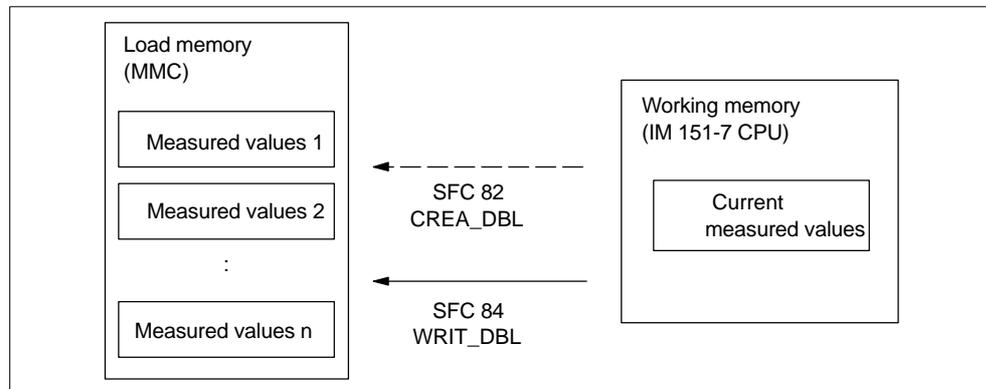 Load memory
(MMC)
Measured values 1
Measured values 2
:
Measured values n
SFC 82
CREA_DBL
SFC 84
WRIT_DBL
Working memory
(IM 151-7 CPU)
Current
measured values